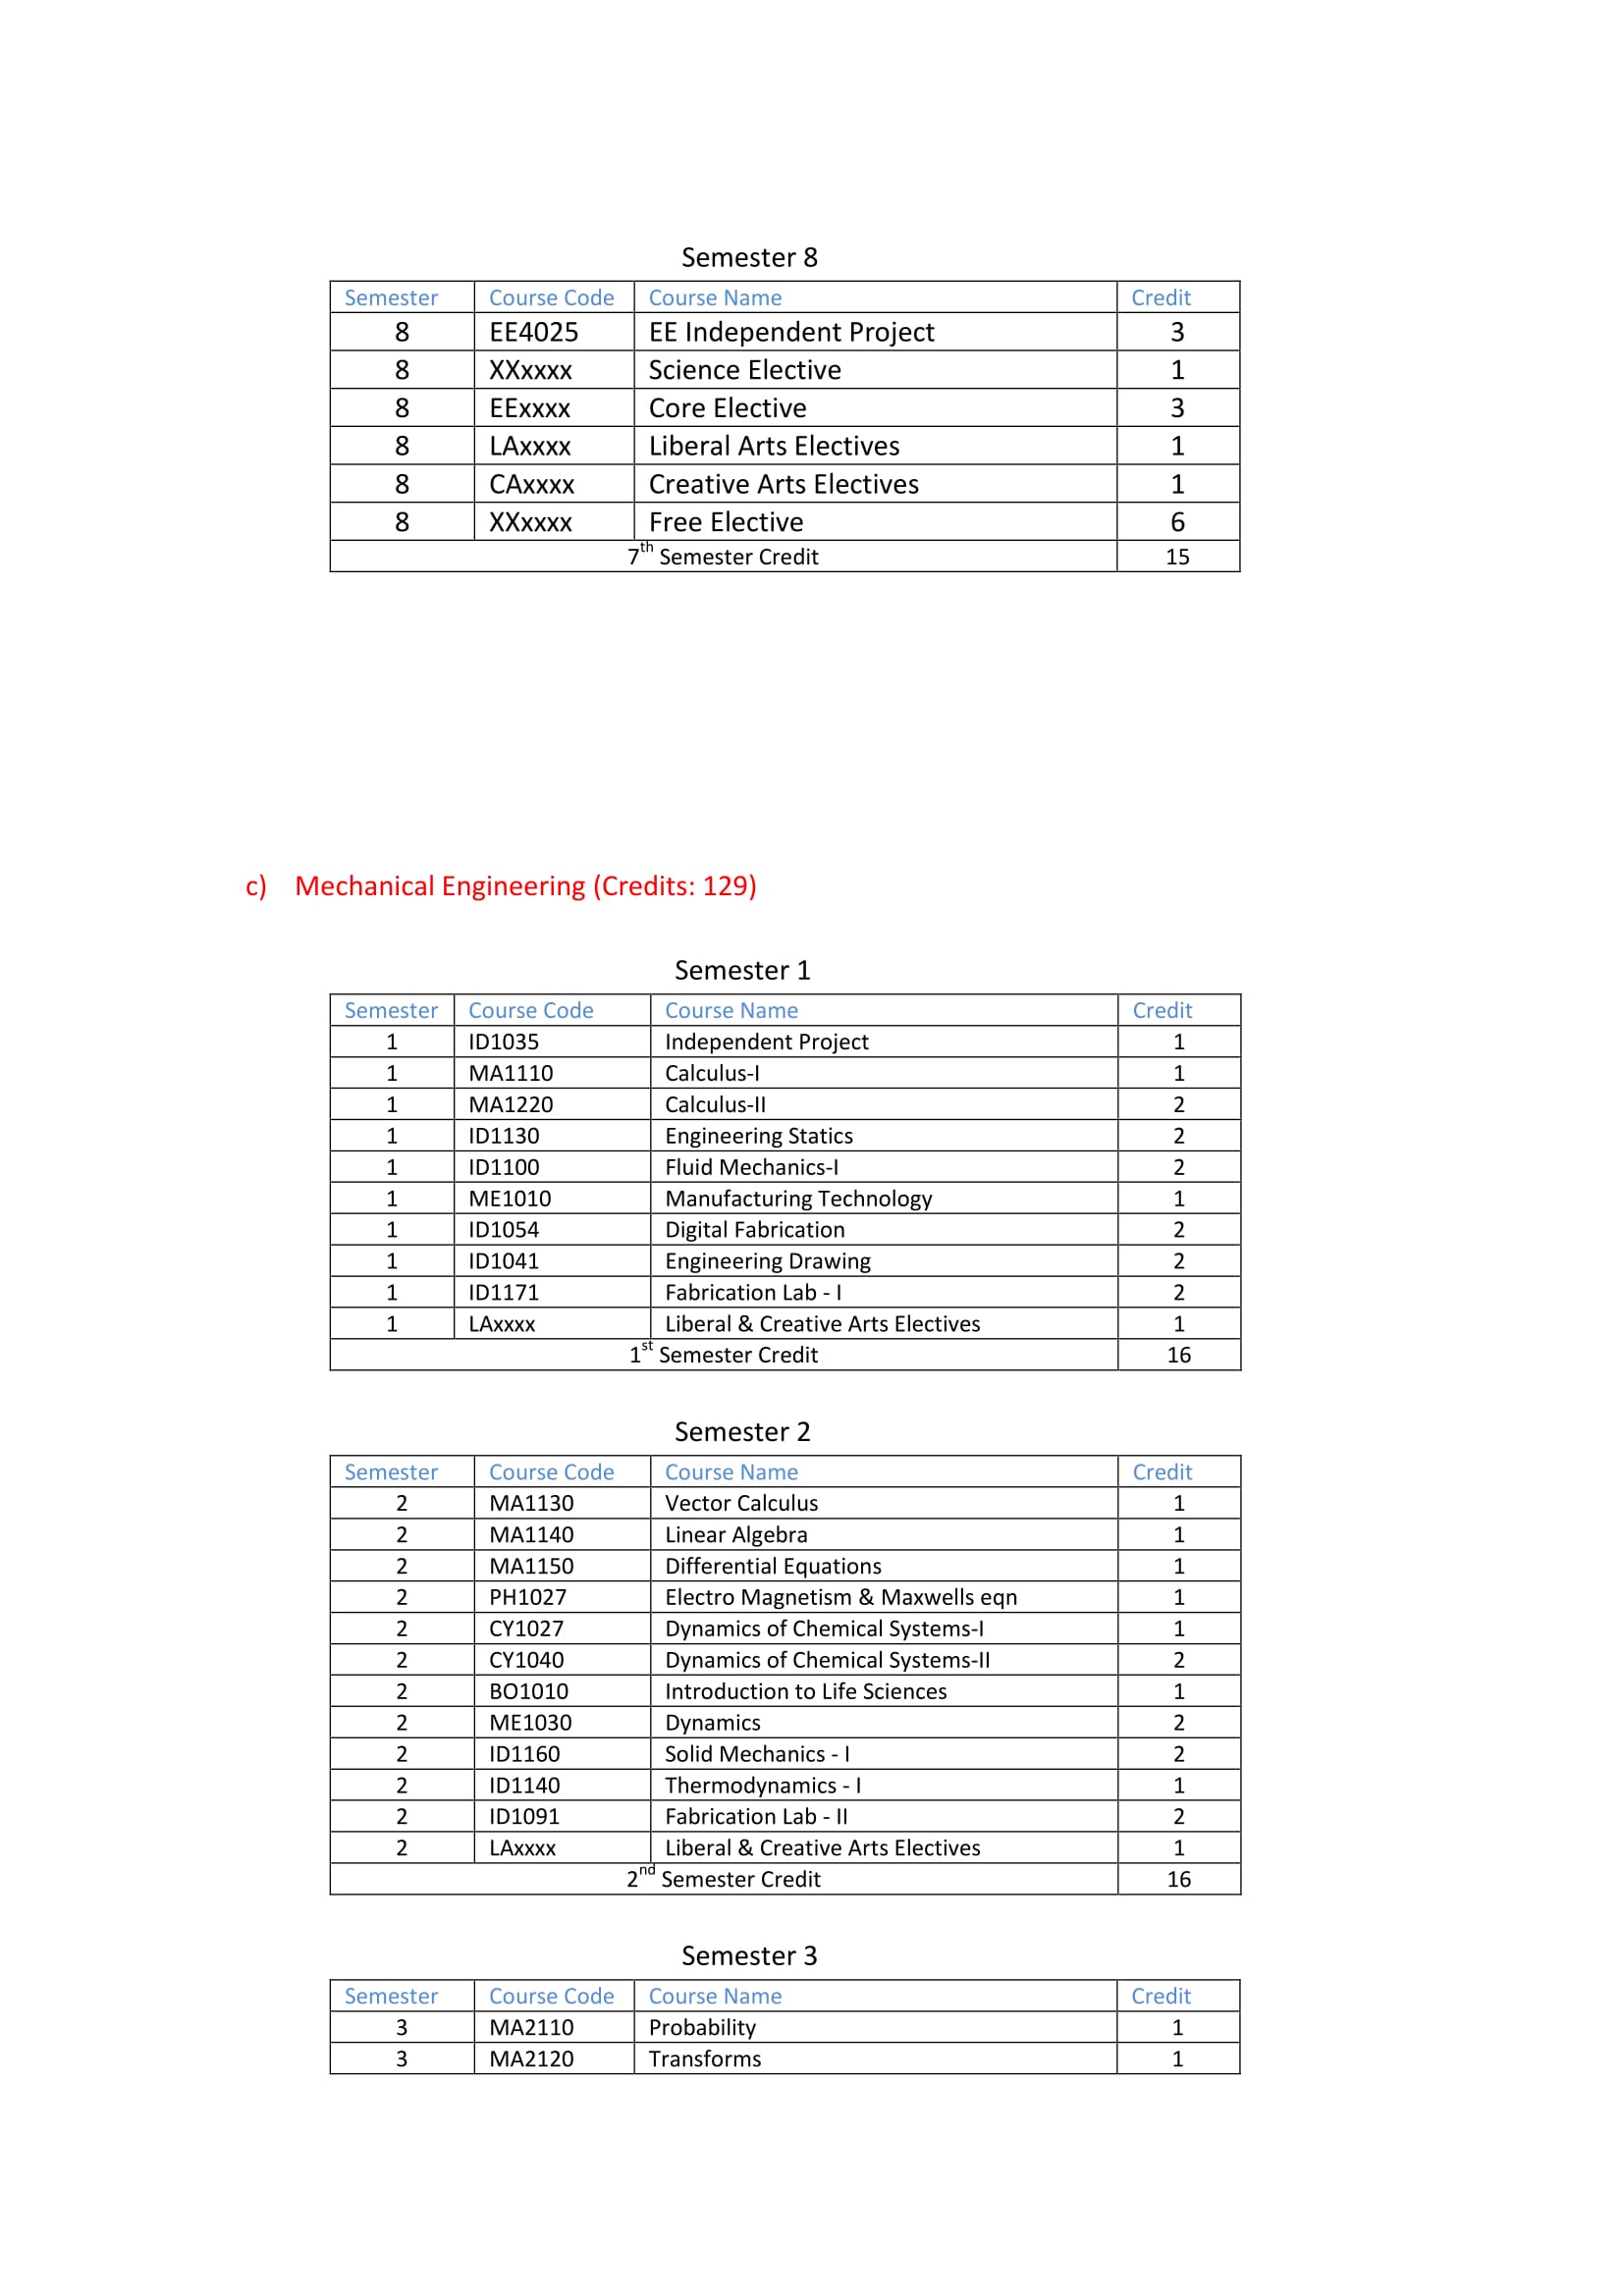 Semester 8
Semester Course Code Course Name Credit
8 EE4025 EE Independent Project 3
8 XXxxxx Science Elective 1
8 EExxxx Core Elective 3
8 LAxxxx Liberal Arts Electives 1
8 CAxxxx Creative Arts Electives 1
8 XXxxxx Free Elective 6
7th Semester Credit 15
c) Mechanical Engineering (Credits: 129)
Semester 1
Semester Course Code Course Name Credit
1 ID1035 Independent Project 1
1 MA1110 Calculus-I 1
1 MA1220 Calculus-II 2
1 ID1130 Engineering Statics 2
1 ID1100 Fluid Mechanics-I 2
1 ME1010 Manufacturing Technology 1
1 ID1054 Digital Fabrication 2
1 ID1041 Engineering Drawing 2
1 ID1171 Fabrication Lab - I 2
1 LAxxxx Liberal & Creative Arts Electives 1
1st Semester Credit 16
Semester 2
Semester Course Code Course Name Credit
2 MA1130 Vector Calculus 1
2 MA1140 Linear Algebra 1
2 MA1150 Differential Equations 1
2 PH1027 Electro Magnetism & Maxwells eqn 1
2 CY1027 Dynamics of Chemical Systems-I 1
2 CY1040 Dynamics of Chemical Systems-II 2
2 BO1010 Introduction to Life Sciences 1
2 ME1030 Dynamics 2
2 ID1160 Solid Mechanics - I 2
2 ID1140 Thermodynamics - I 1
2 ID1091 Fabrication Lab - II 2
2 LAxxxx Liberal & Creative Arts Electives 1
2nd Semester Credit 16
Semester 3
Semester Course Code Course Name Credit
3 MA2110 Probability 1
3 MA2120 Transforms 1